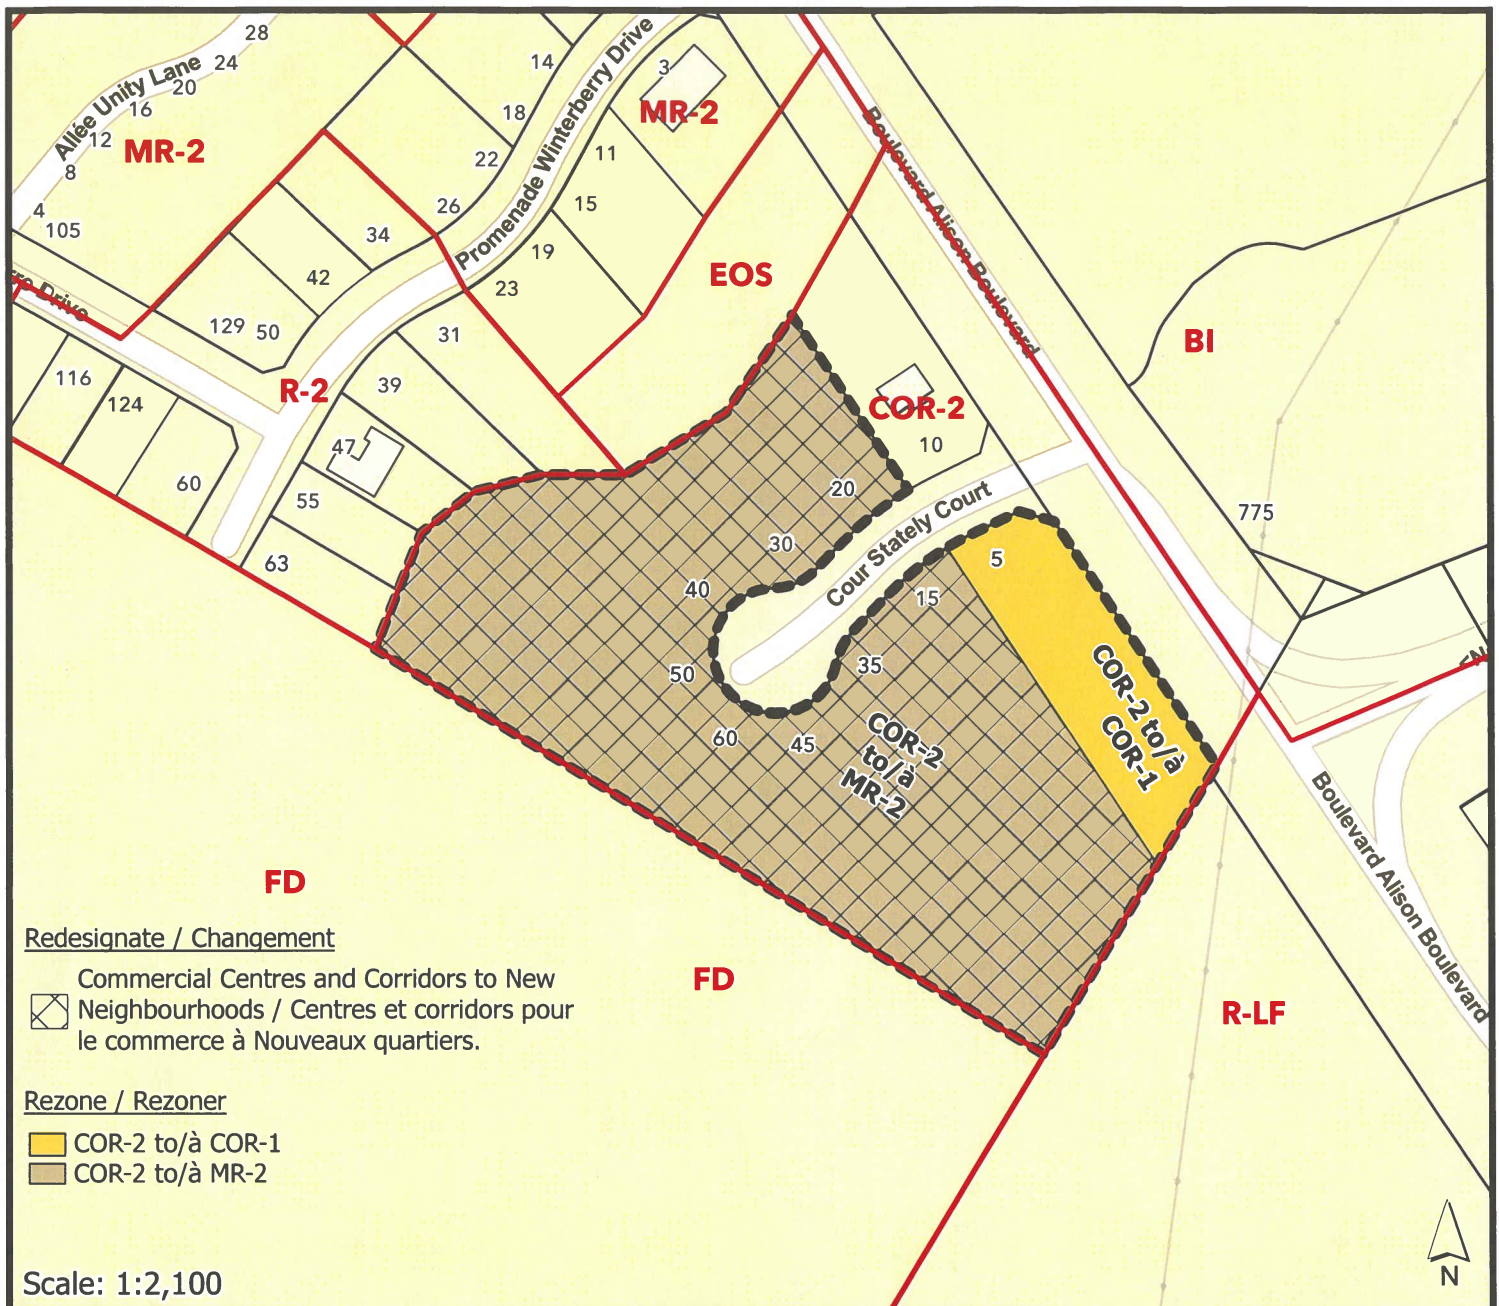 28
24
20
16
12
8
4
105
Allée Unity Lane
MR-2
14
18
22
26
34
42
50
129
Promenade Winterberry Drive
3
MR-2
11
15
19
23
31
39
47
55
63
R-2
Drive
116
124
60
EOS
Boulevard Alison Boulevard
BI
COR-2
10
20
30
40
50
60
45
35
15
5
Cour Stately Court
775
COR-2 to/à
COR-1
COR-2
to/à
MR-2
Boulevard Alison Boulevard
FD
FD
R-LF
Redesignate / Changement
Commercial Centres and Corridors to New
Neighbourhoods / Centres et corridors pour
le commerce à Nouveaux quartiers.
Rezone / Rezoner
COR-2 to/à COR-1
COR-2 to/à MR-2
Scale: 1:2,100
N